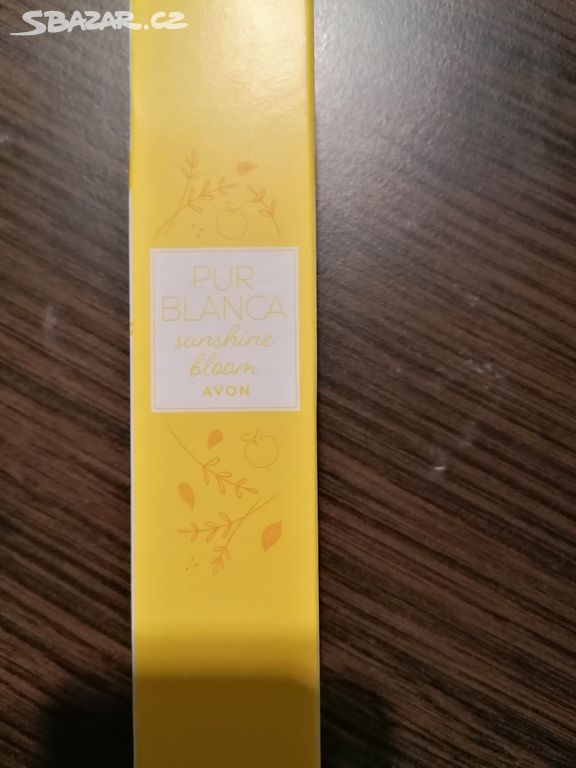 SBAZAR.CZ
PUR
BLANCA
sunshine
bloom
AVON